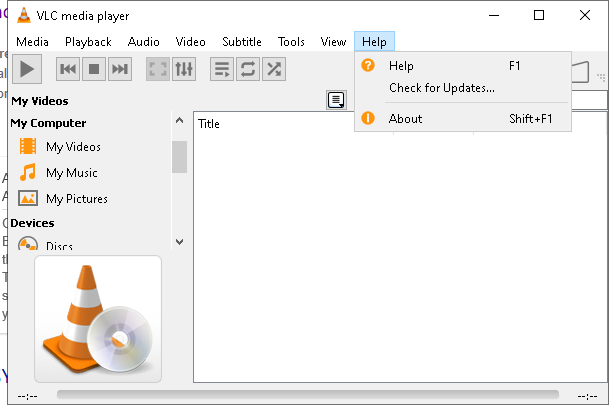 VLC media player
Media Playback Audio Video Subtitle Tools View Help
Help F1
Check for Updates...
About Shift+F1
My Videos
My Computer
My Videos
My Music
My Pictures
Devices
Discs
Title
--:-- --:--